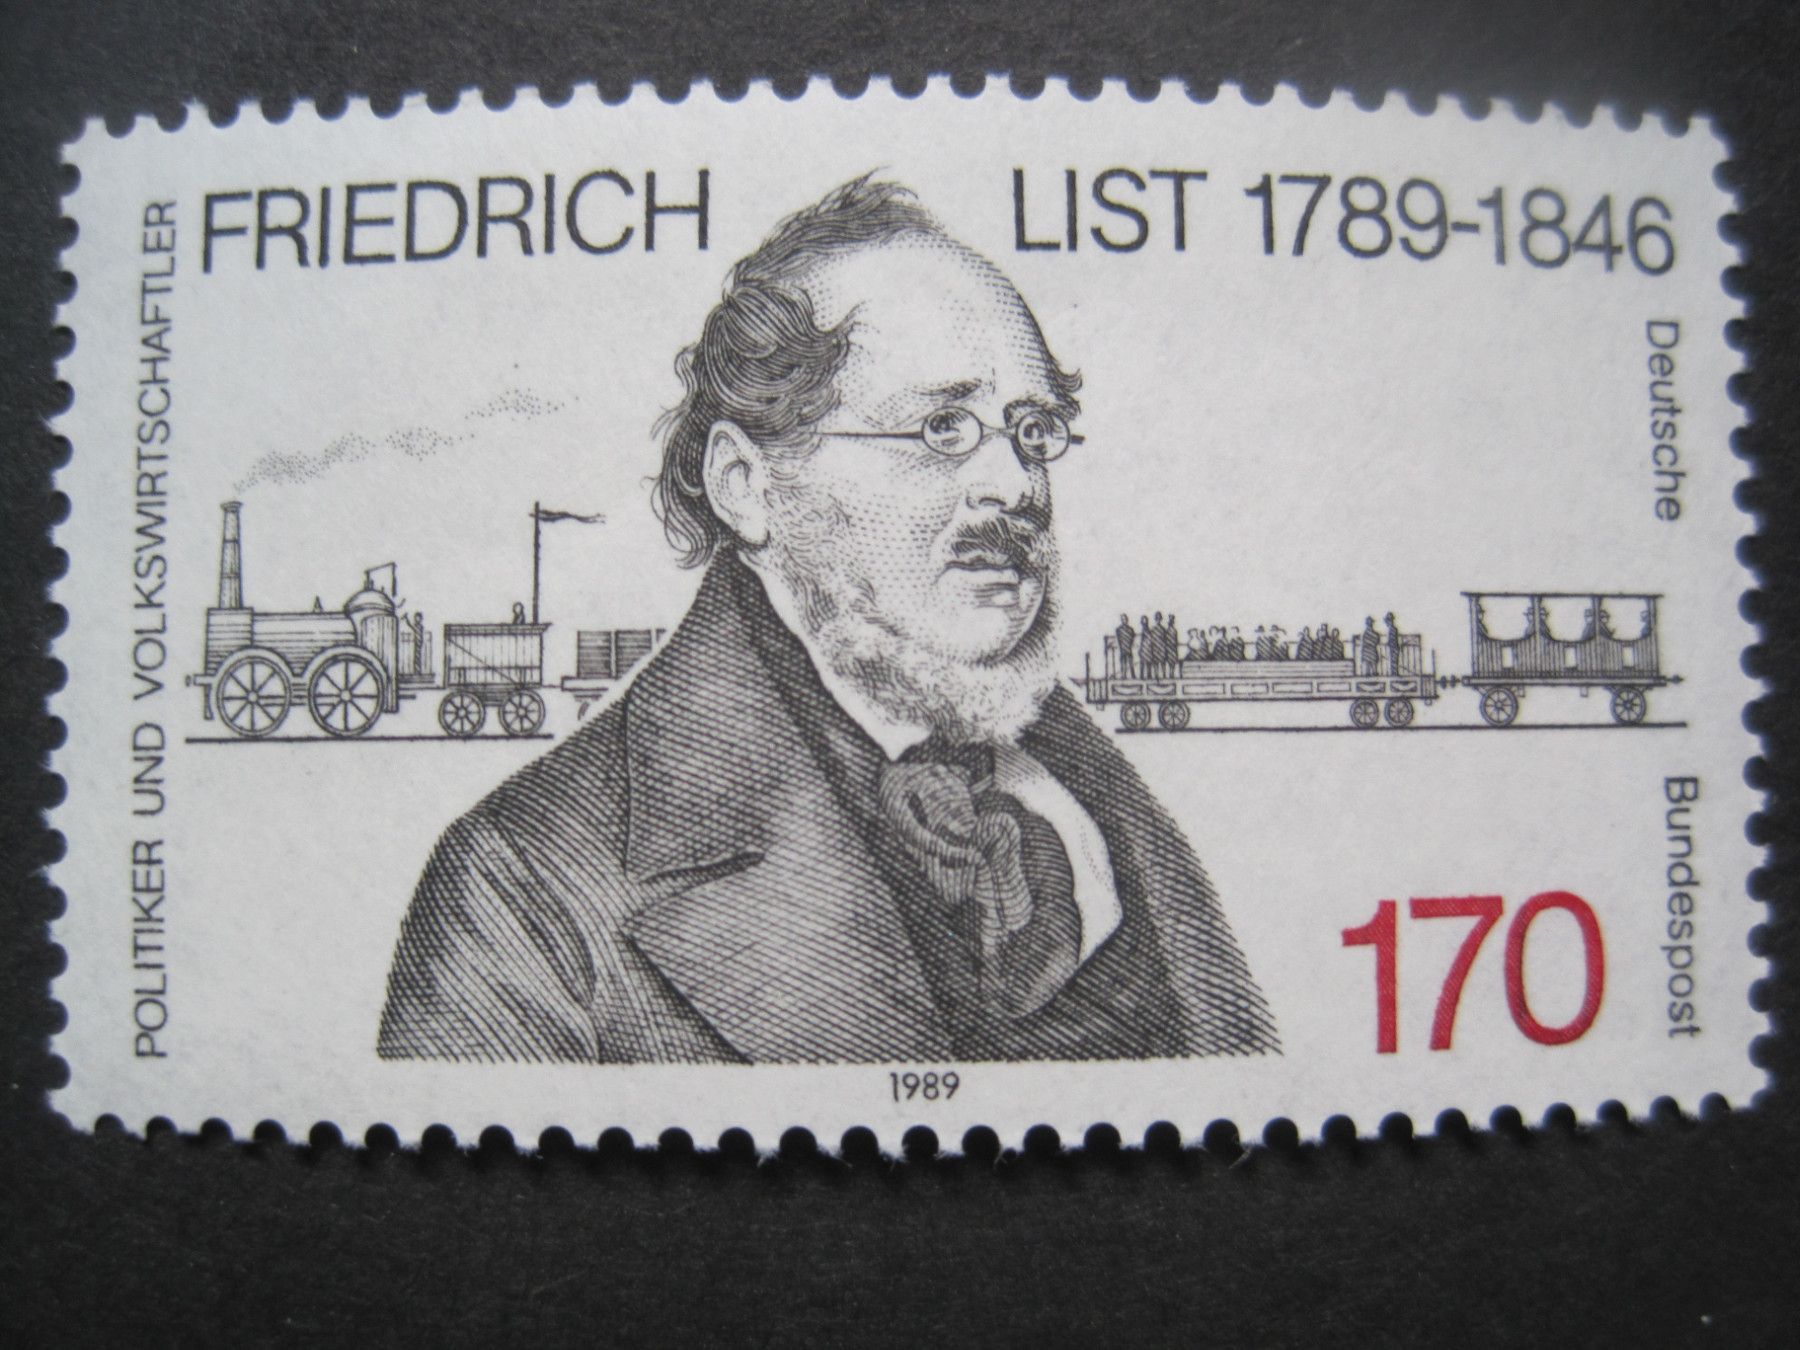 FRIEDRICH LIST 1789-1846
POLITIKER UND VOLKSWIRTSCHAFTLER
Deutsche Bundespost
170
1989